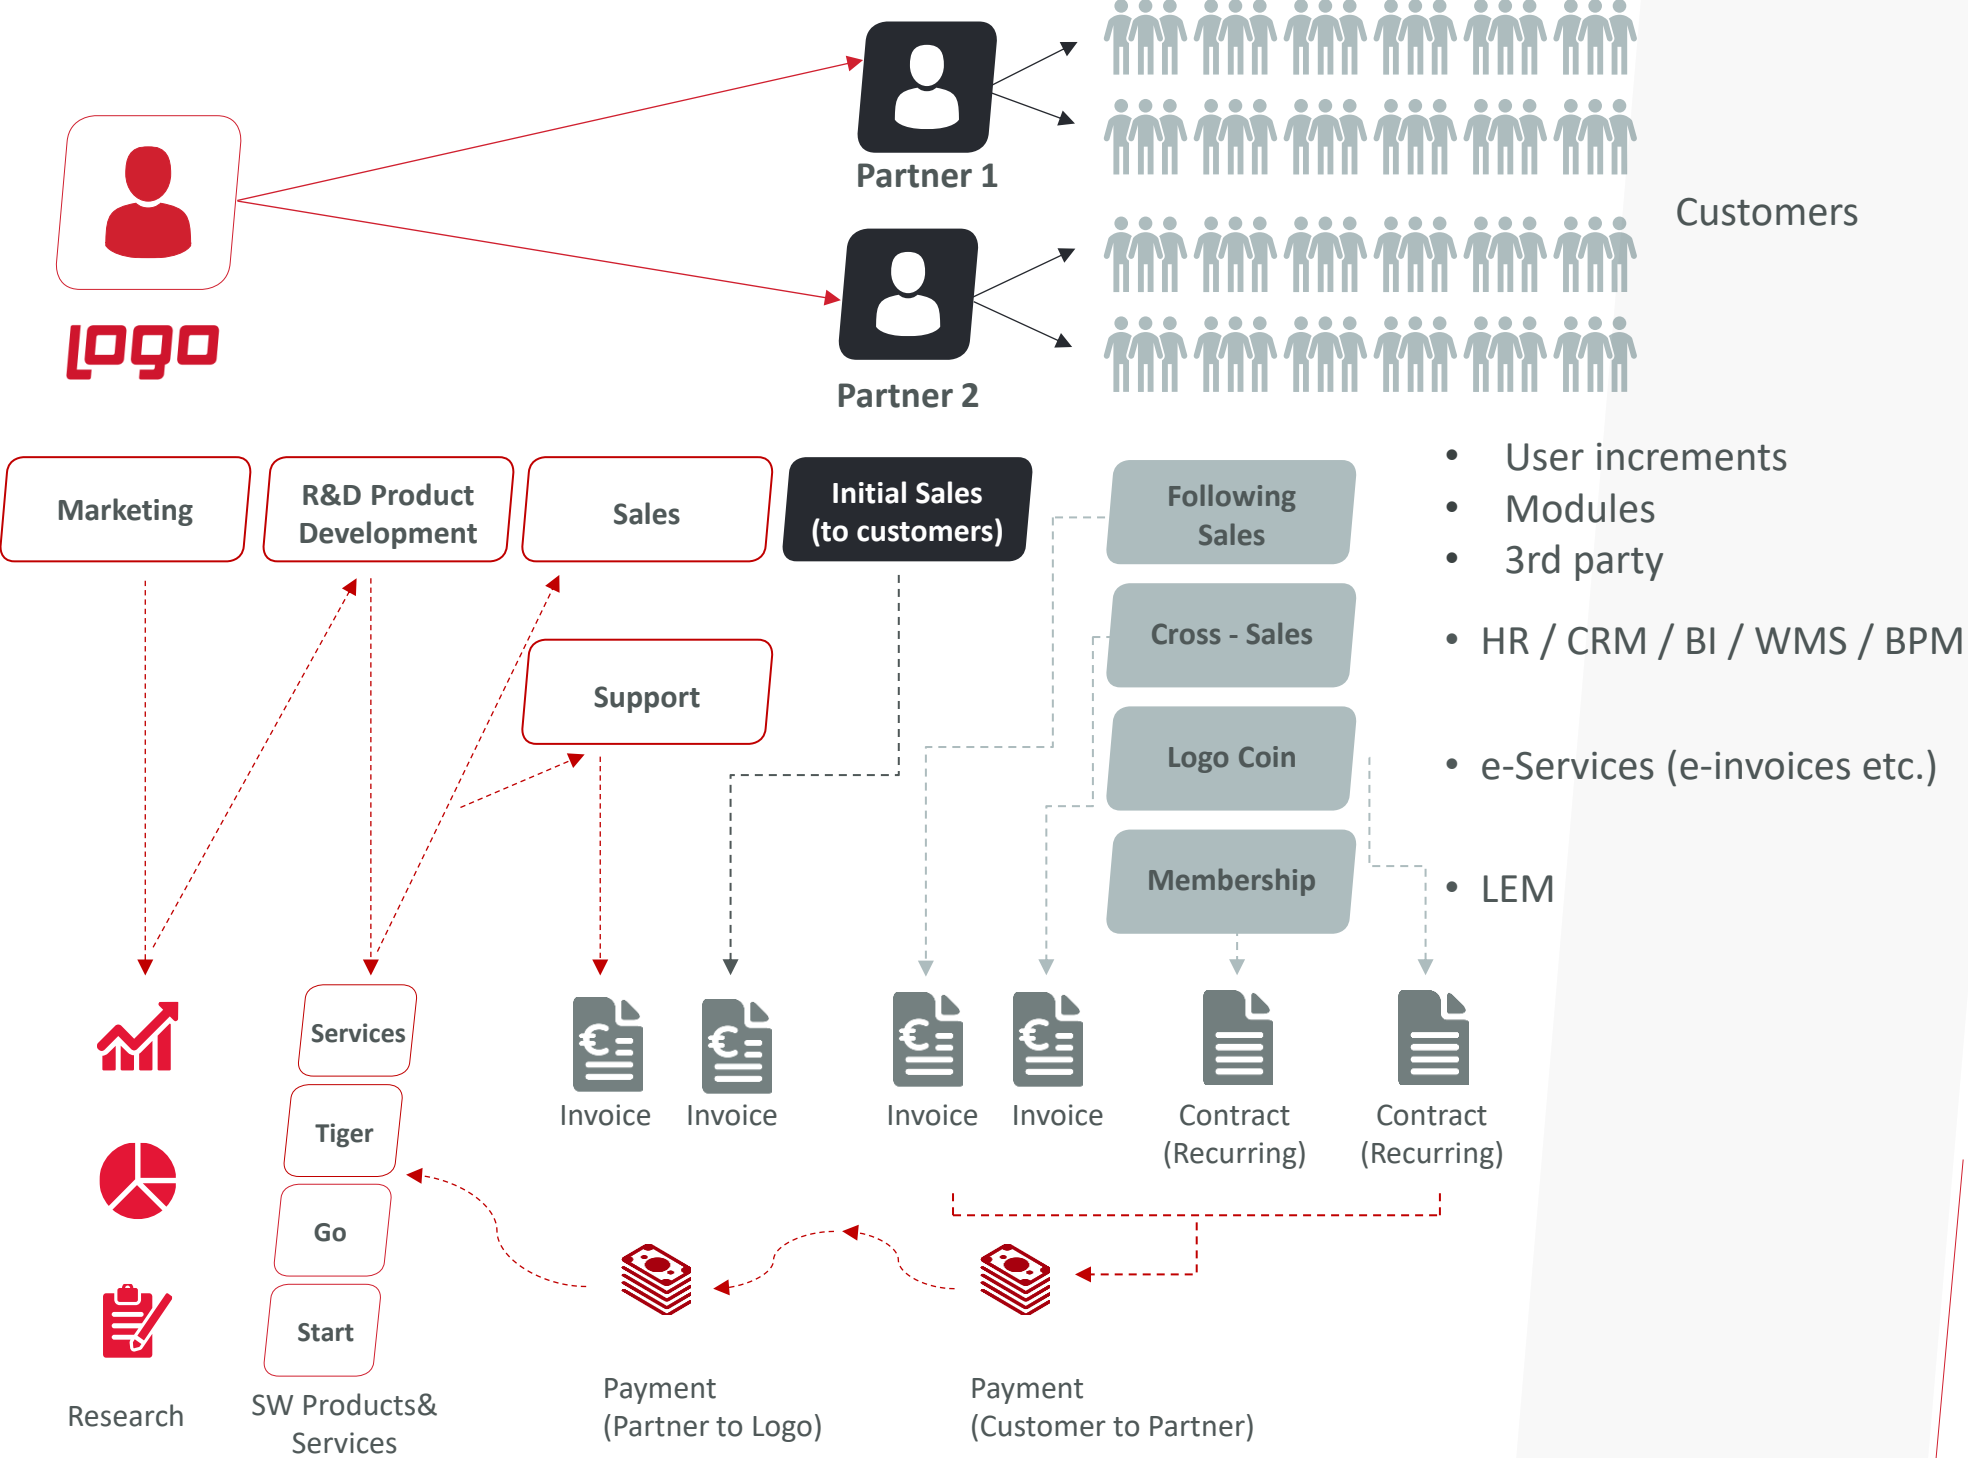 Partner 1
Customers
logo
Partner 2
Marketing
R&D Product
Development
Sales
Initial Sales
(to customers)
Following
Sales
• User increments
• Modules
• 3rd party
Support
Cross - Sales
• HR / CRM / BI / WMS / BPM
Logo Coin
• e-Services (e-invoices etc.)
Membership
• LEM
Services
Tiger
Go
Start
€
€
€
€
Invoice
Invoice
Invoice
Invoice
Contract
(Recurring)
Contract
(Recurring)
Research
SW Products&
Services
Payment
(Partner to Logo)
Payment
(Customer to Partner)